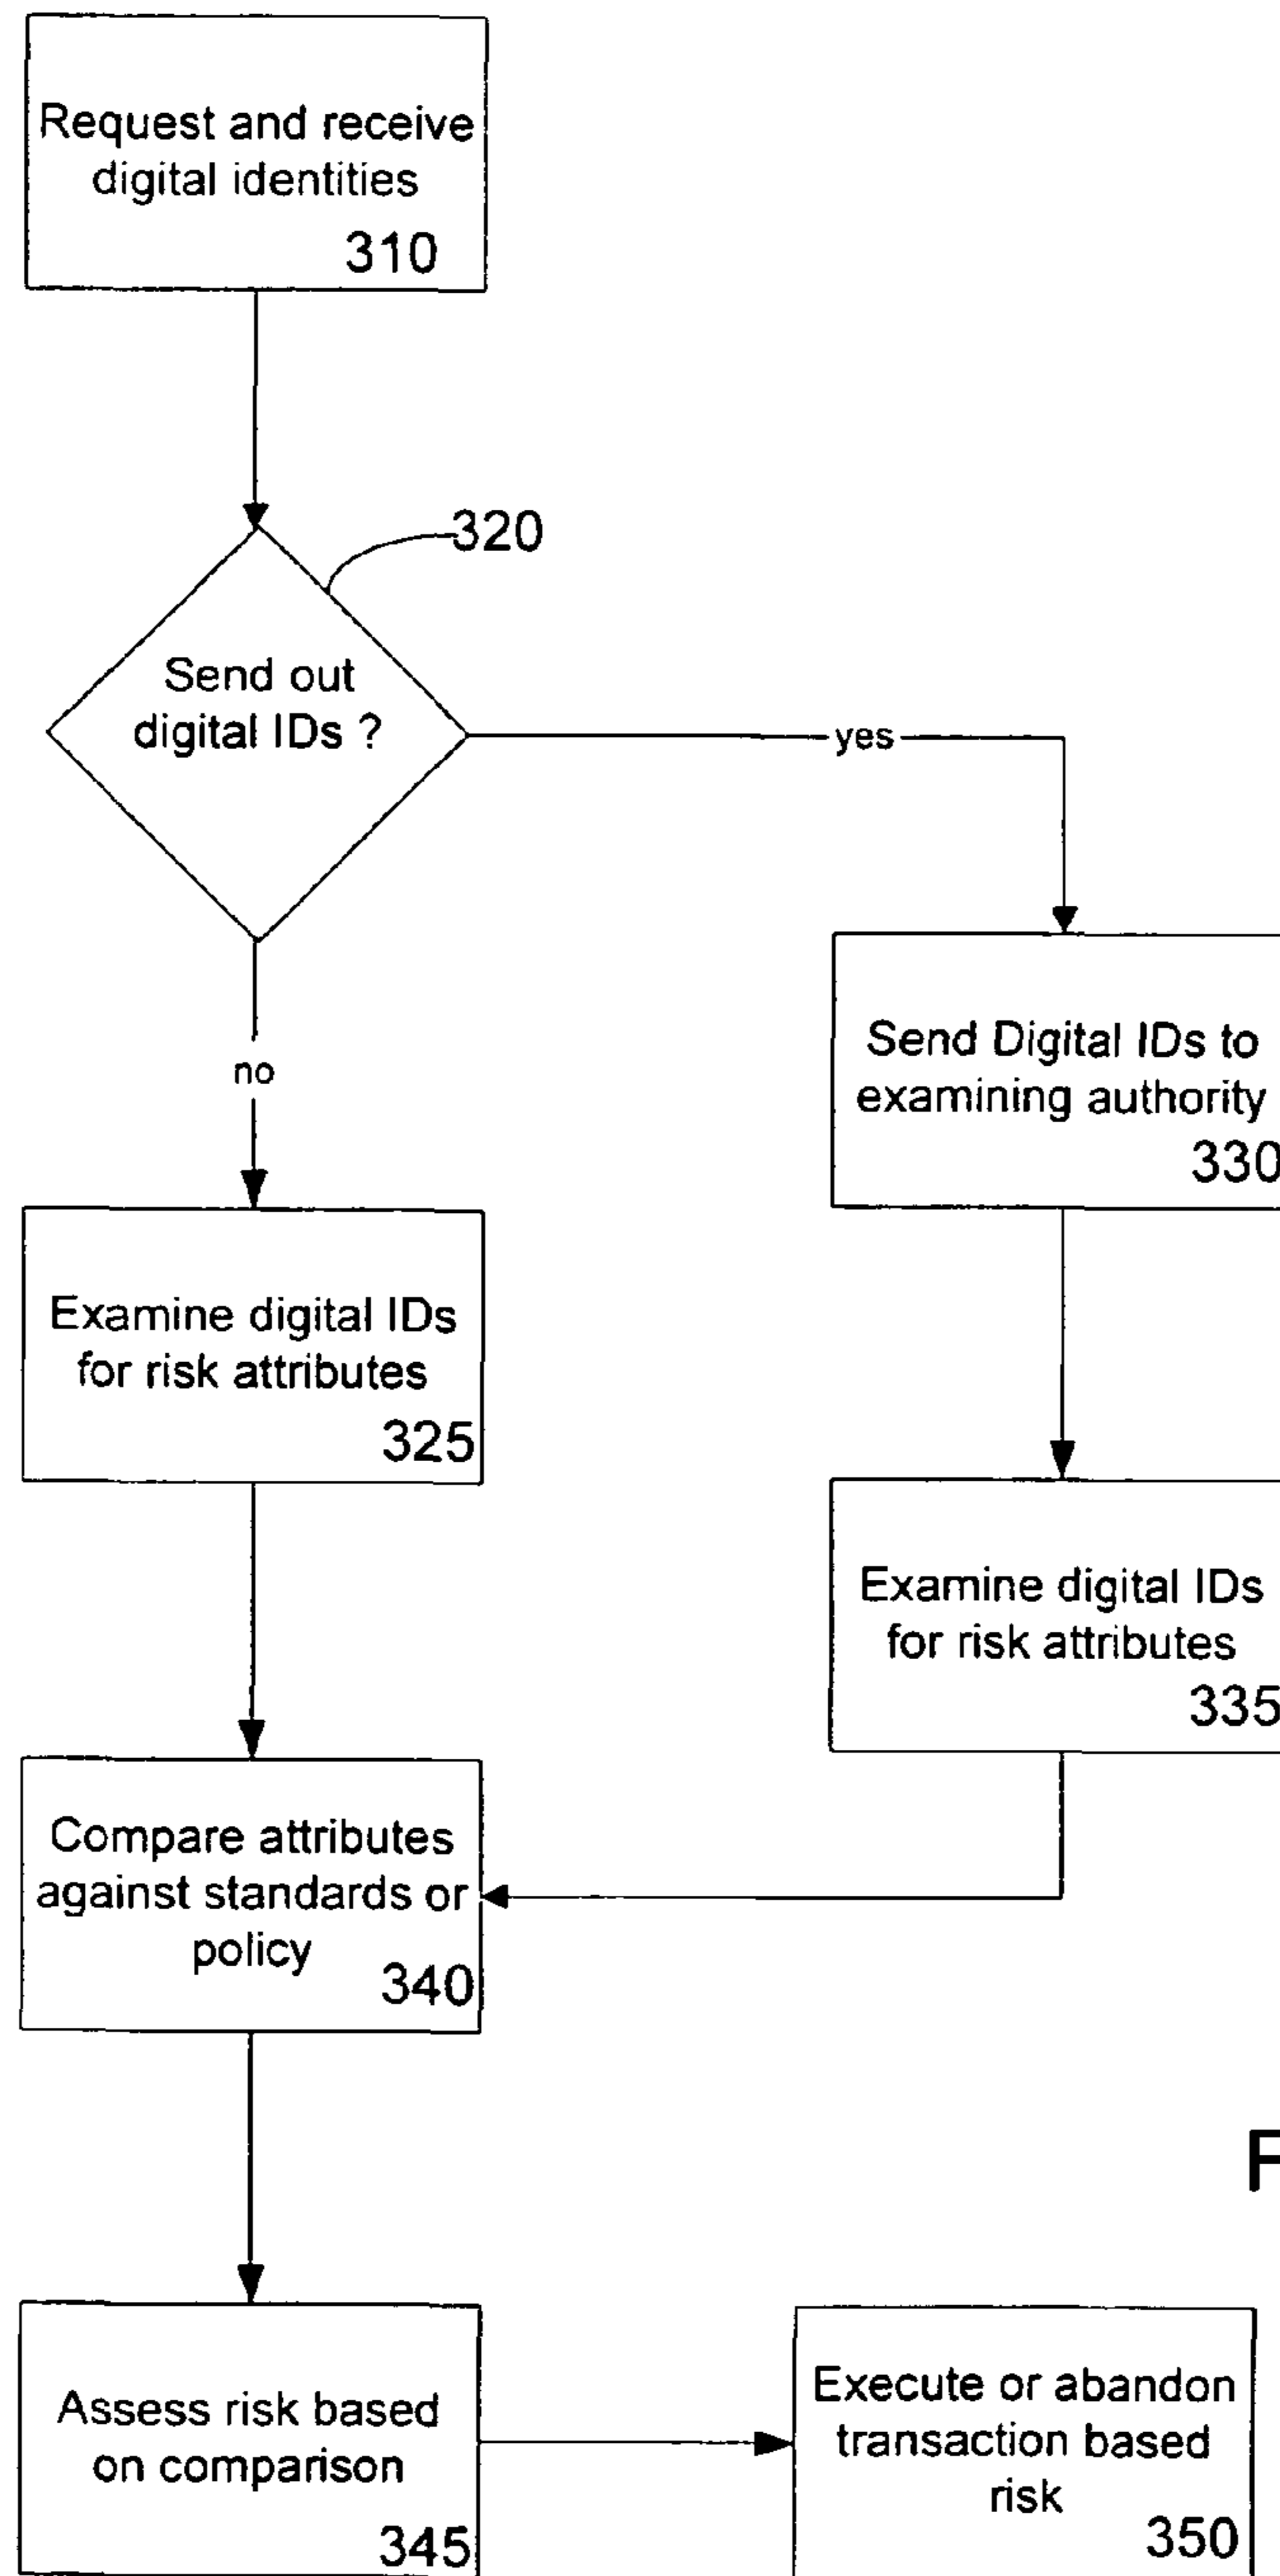 Request and receive
digital identities
310
320
Send out
digital IDs ?
yes
no
Send Digital IDs to
examining authority
330
Examine digital IDs
for risk attributes
325
Examine digital IDs
for risk attributes
335
Compare attributes
against standards or
policy
340
F
Assess risk based
on comparison
345
Execute or abandon
transaction based
risk
350